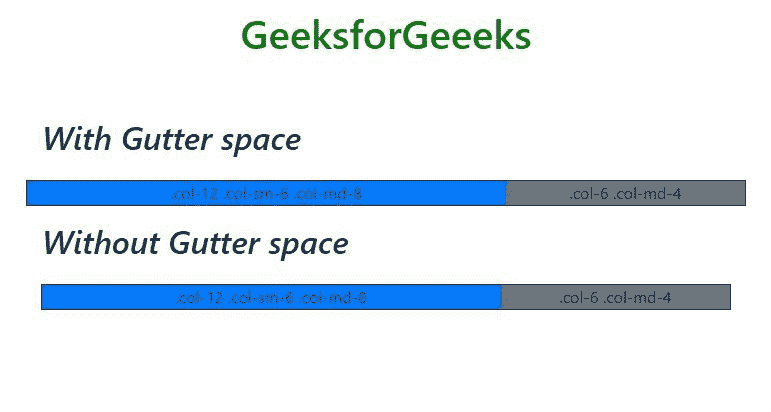 GeeksforGeeeks
With Gutter space
.col-12 .col-sm-6 .col-md-8
.col-6 .col-md-4
Without Gutter space
.col-12 .col-sm-6 .col-md-8
.col-6 .col-md-4